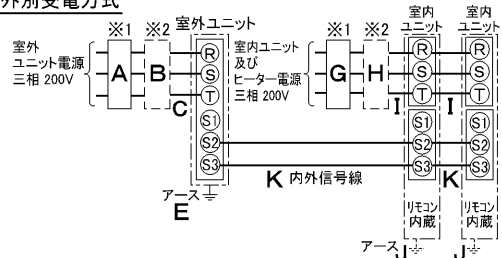 外別受電方式
※1 ※2 室外ユニット ※1 ※2 室内ユニット 室内ユニット
室外
ユニット電源
三相 200V
A B C
R
S
T
S1
S2
S3
アース
E
室内ユニット
及び
ヒーター電源
三相 200V
G H I I
R
S
T
S1
S2
S3
R
S
T
S1
S2
S3
K 内外信号線 K
リモコン
内蔵
リモコン
内蔵
アース J J